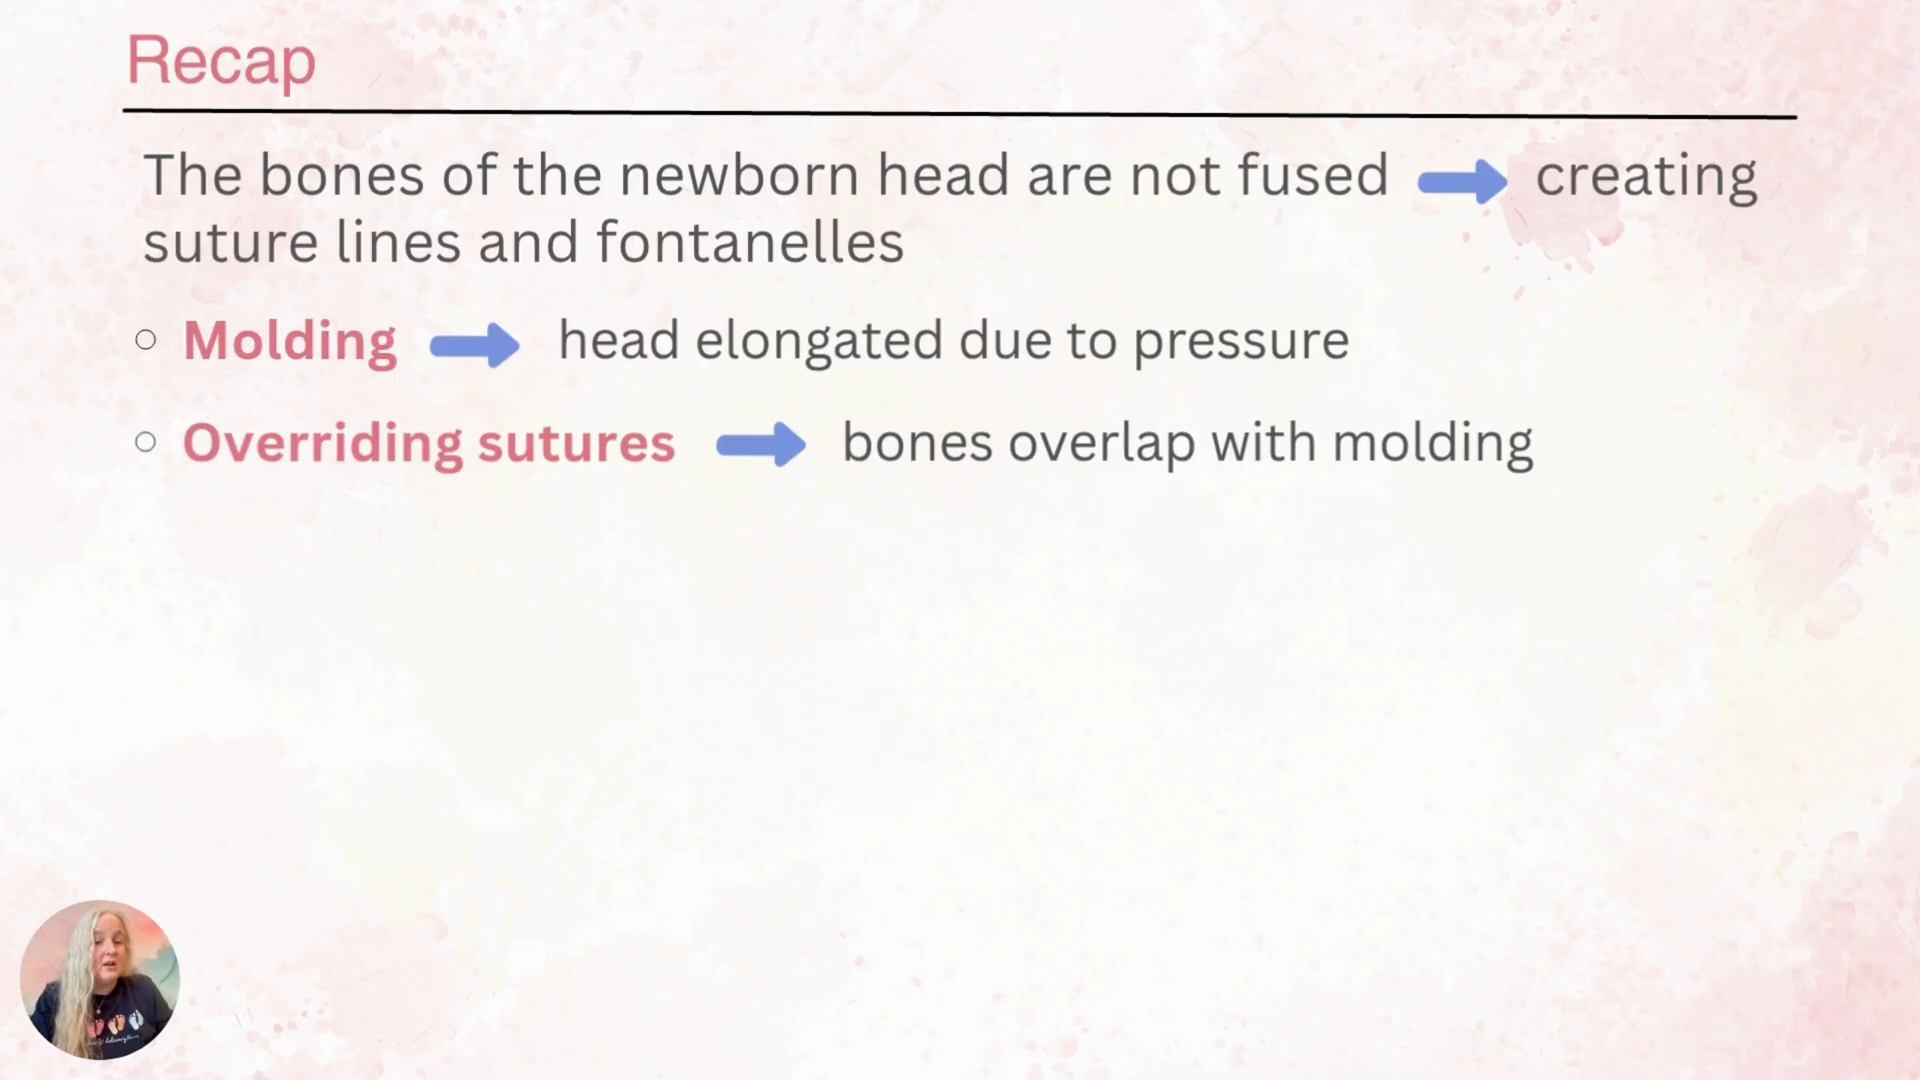 Recap
The bones of the newborn head are not fused creating
suture lines and fontanelles
Molding head elongated due to pressure
Overriding sutures bones overlap with molding